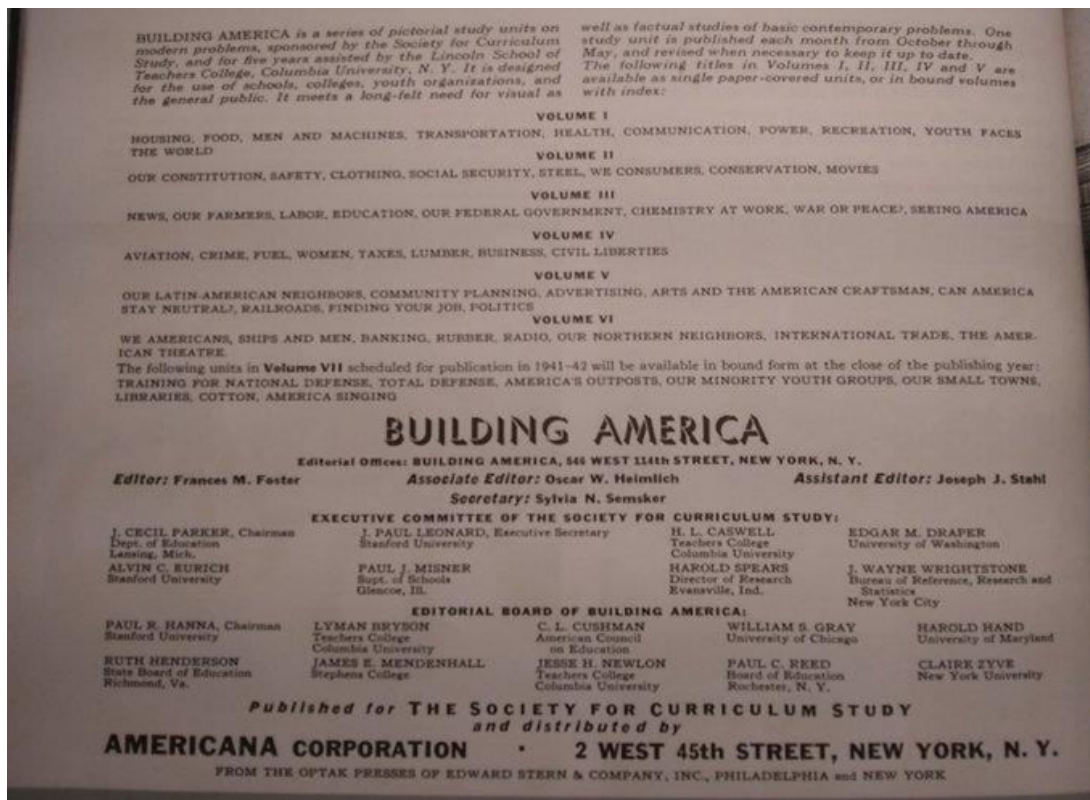 BUILDING AMERICA is a series of pictorial study units on
modern problems, sponsored by the Society for Curriculum
Study, and for five years assisted by the Lincoln School of
Teachers College, Columbia University, N. Y. It is designed
for the use of schools, colleges, youth organizations, and
the general public. It meets a long-felt need for visual as
well as factual studies of basic contemporary problems. One
study unit is published each month from October through
May, and revised when necessary to keep it up to date.
The following titles in Volumes I, II, III, IV and V are
available as single paper-covered units, or in bound volumes
with index:
VOLUME I
HOUSING, FOOD, MEN AND MACHINES, TRANSPORTATION, HEALTH, COMMUNICATION, POWER, RECREATION, YOUTH FACES
THE WORLD
VOLUME II
OUR CONSTITUTION, SAFETY, CLOTHING, SOCIAL SECURITY, STEEL, WE CONSUMERS, CONSERVATION, MOVIES
VOLUME III
NEWS, OUR FARMERS, LABOR, EDUCATION, OUR FEDERAL GOVERNMENT, CHEMISTRY AT WORK, WAR OR PEACE?, SEEING AMERICA
VOLUME IV
AVIATION, CRIME, FUEL, WOMEN, TAXES, LUMBER, BUSINESS, CIVIL LIBERTIES
VOLUME V
OUR LATIN-AMERICAN NEIGHBORS, COMMUNITY PLANNING, ADVERTISING, ARTS AND THE AMERICAN CRAFTSMAN, CAN AMERICA
STAY NEUTRAL?, RAILROADS, FINDING YOUR JOB, POLITICS
VOLUME VI
WE AMERICANS, SHIPS AND MEN, BANKING, RUBBER, RADIO, OUR NORTHERN NEIGHBORS, INTERNATIONAL TRADE, THE AMER-
ICAN THEATRE
The following units in Volume VII scheduled for publication in 1941-42 will be available in bound form at the close of the publishing year:
TRAINING FOR NATIONAL DEFENSE, TOTAL DEFENSE, AMERICA'S OUTPOSTS, OUR MINORITY YOUTH GROUPS, OUR SMALL TOWNS,
LIBRARIES, COTTON, AMERICA SINGING
BUILDING AMERICA
Editorial Offices: BUILDING AMERICA, 546 WEST 114th STREET, NEW YORK, N. Y.
Editor: Frances M. Foster Associate Editor: Oscar W. Heimlich Assistant Editor: Joseph J. Stahl
Secretary: Sylvia N. Semsker
EXECUTIVE COMMITTEE OF THE SOCIETY FOR CURRICULUM STUDY:
J. CECIL PARKER, Chairman
Dept. of Education
Lansing, Mich.
J. PAUL LEONARD, Executive Secretary
Stanford University
H. L. CASWELL
Teachers College
Columbia University
EDGAR M. DRAPER
University of Washington
ALVIN C. EURICH
Stanford University
PAUL J. MISNER
Supt. of Schools
Glencoe, Ill.
HAROLD SPEARS
Director of Research
Evansville, Ind.
J. WAYNE WRIGHTSTONE
Bureau of Reference, Research and
Statistics
New York City
EDITORIAL BOARD OF BUILDING AMERICA:
PAUL R. HANNA, Chairman
Stanford University
LYMAN BRYSON
Teachers College
Columbia University
C. L. CUSHMAN
American Council
on Education
WILLIAM S. GRAY
University of Chicago
HAROLD HAND
University of Maryland
RUTH HENDERSON
State Board of Education
Richmond, Va.
JAMES E. MENDENHALL
Stephens College
JESSE H. NEWLON
Teachers College
Columbia University
PAUL C. REED
Board of Education
Rochester, N. Y.
CLAIRE ZYVE
New York University
Published for THE SOCIETY FOR CURRICULUM STUDY
and distributed by
AMERICANA CORPORATION · 2 WEST 45th STREET, NEW YORK, N. Y.
FROM THE OPTAK PRESSES OF EDWARD STERN & COMPANY, INC., PHILADELPHIA and NEW YORK